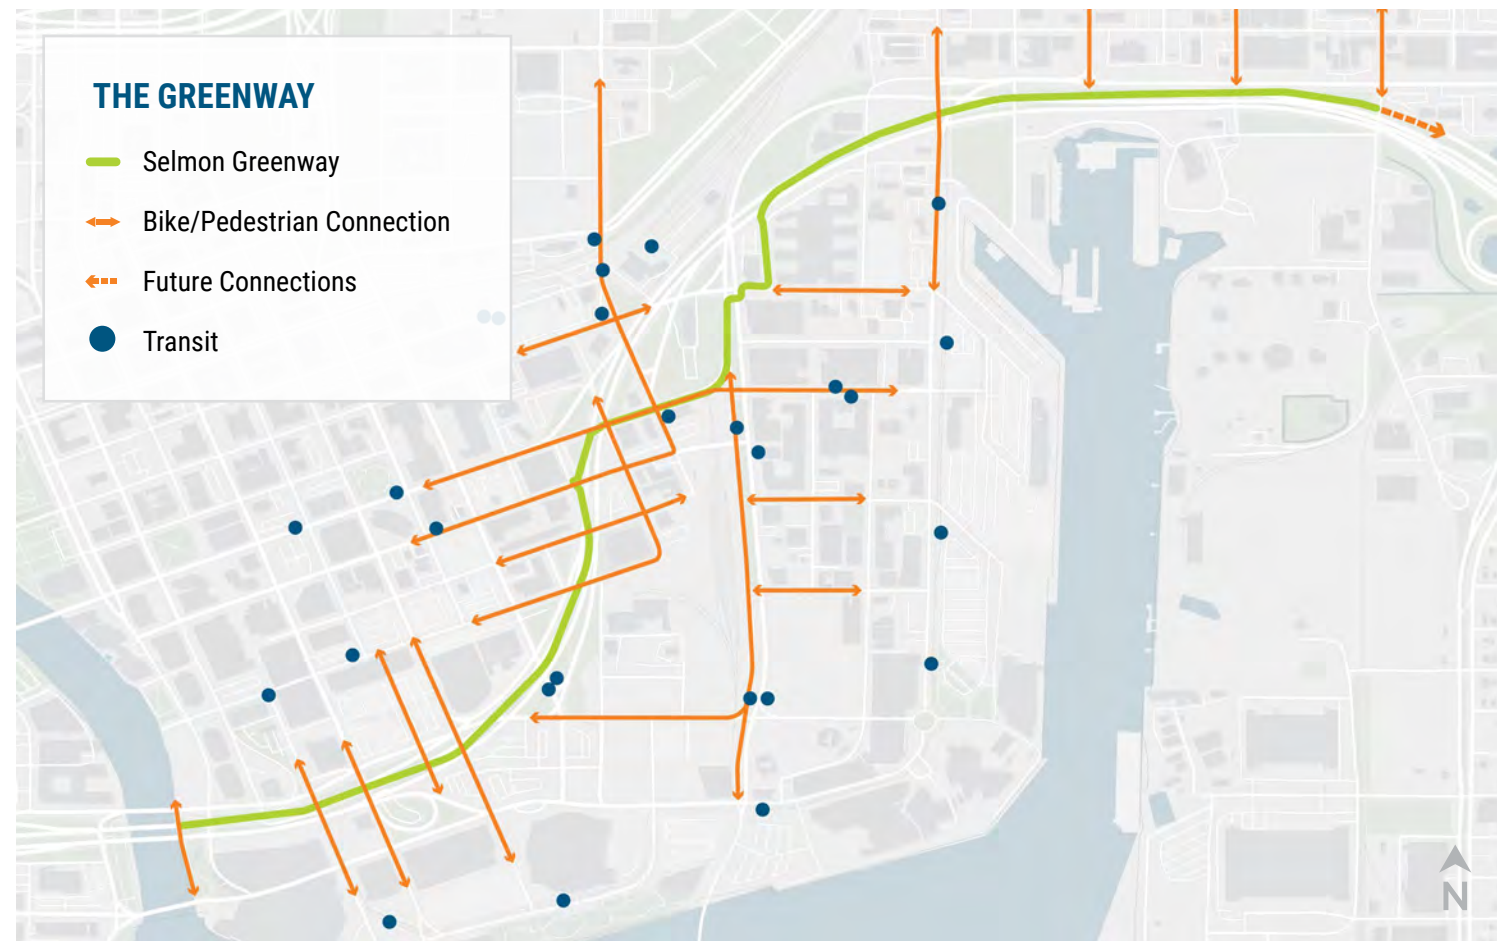 THE GREENWAY
Selmon Greenway
Bike/Pedestrian Connection
Future Connections
Transit
N